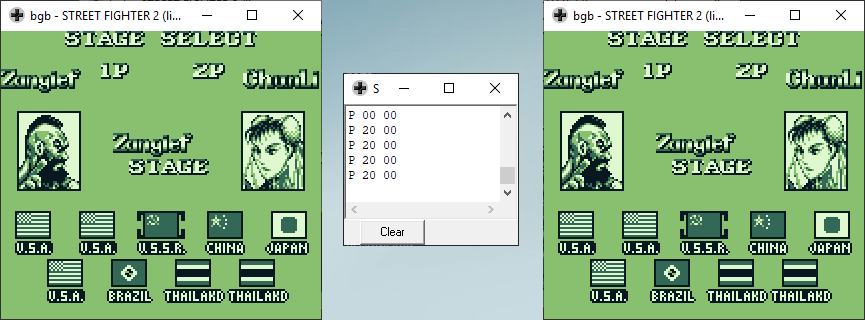 bgb - STREET FIGHTER 2 (li...
STAGE SELECT
Zangief 1P 2P ChunLi
Zangief
STAGE
U.S.A. U.S.A. U.S.S.R. CHINA JAPAN
U.S.A. BRAZIL THAILAND THAILAND
S
P 00 00
P 20 00
P 20 00
P 20 00
P 20 00
Clear
bgb - STREET FIGHTER 2 (li...
STAGE SELECT
Zangief 1P 2P ChunLi
Zangief
STAGE
U.S.A. U.S.A. U.S.S.R. CHINA JAPAN
U.S.A. BRAZIL THAILAND THAILAND